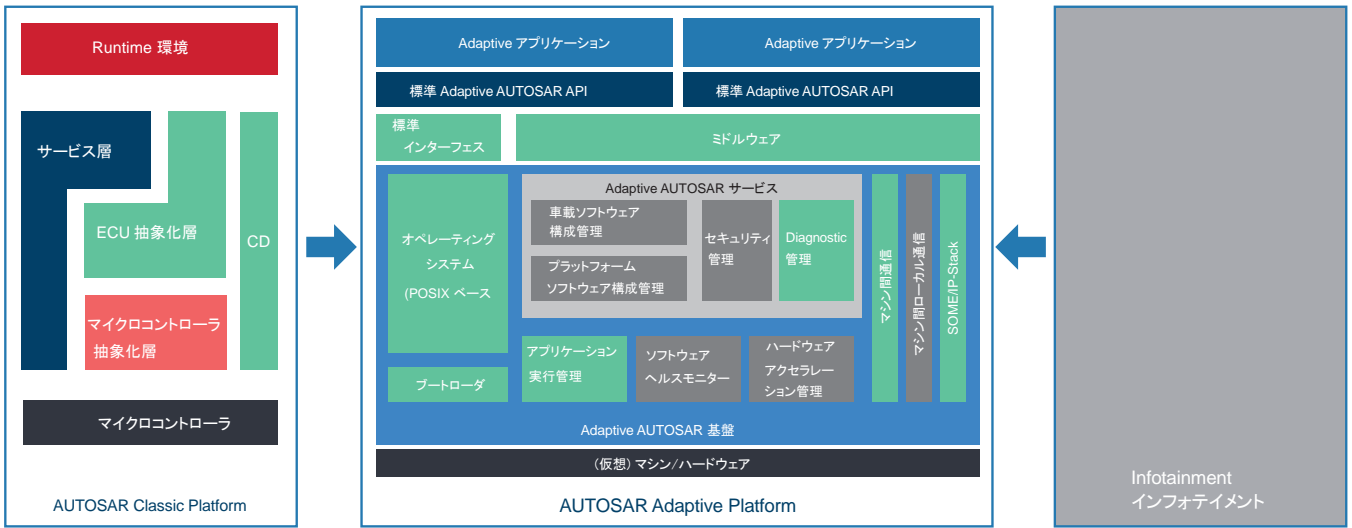 Runtime 環境
サービス層
ECU 抽象化層
CD
マイクロコントローラ
抽象化層
マイクロコントローラ
AUTOSAR Classic Platform
Adaptive アプリケーション
Adaptive アプリケーション
標準 Adaptive AUTOSAR API
標準 Adaptive AUTOSAR API
標準
インターフェス
ミドルウェア
オペレーティング
システム
(POSIX ベース
ブートローダ
Adaptive AUTOSAR サービス
車載ソフトウェア
構成管理
プラットフォーム
ソフトウェア構成管理
セキュリティ
管理
Diagnostic
管理
アプリケーション
実行管理
ソフトウェア
ヘルスモニター
ハードウェア
アクセラレー
ション管理
マシン間通信
マシン間ローカル通信
SOME/IP-Stack
Adaptive AUTOSAR 基盤
（仮想）マシン/ハードウェア
AUTOSAR Adaptive Platform
Infotainment
インフォテイメント